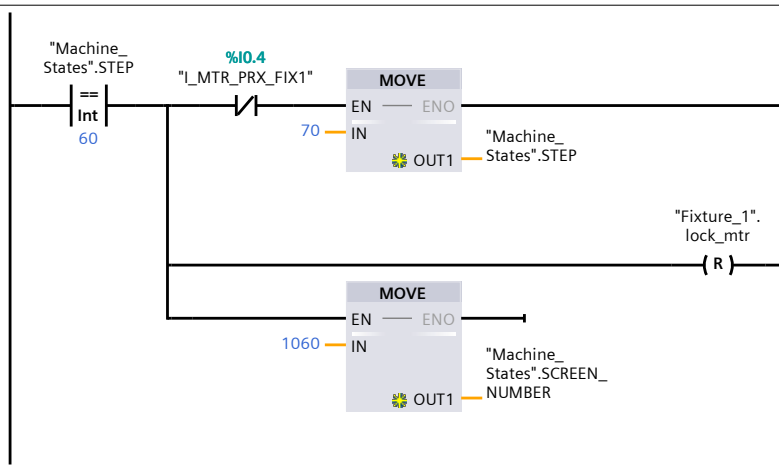 "Machine_
States".STEP
==
Int
60
%I0.4
"I_MTR_PRX_FIX1"
MOVE
EN
ENO
70
IN
OUT1
"Machine_
States".STEP
"Fixture_1".
lock_mtr
R
MOVE
EN
ENO
1060
IN
OUT1
"Machine_
States".SCREEN_
NUMBER